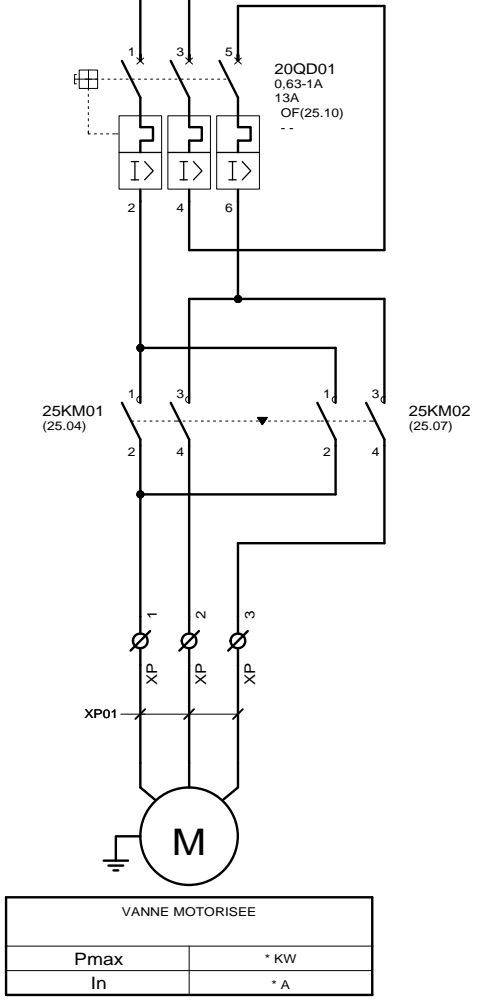 1 3 5
20QD01
0,63-1A
13A
OF(25.10)
- -
I> I> I>
2 4 6
25KM01
(25.04)
1 3
1 3
25KM02
(25.07)
2 4
2 4
1 2 3
XP XP XP
XP01
M
VANNE MOTORISEE
Pmax * KW
In * A